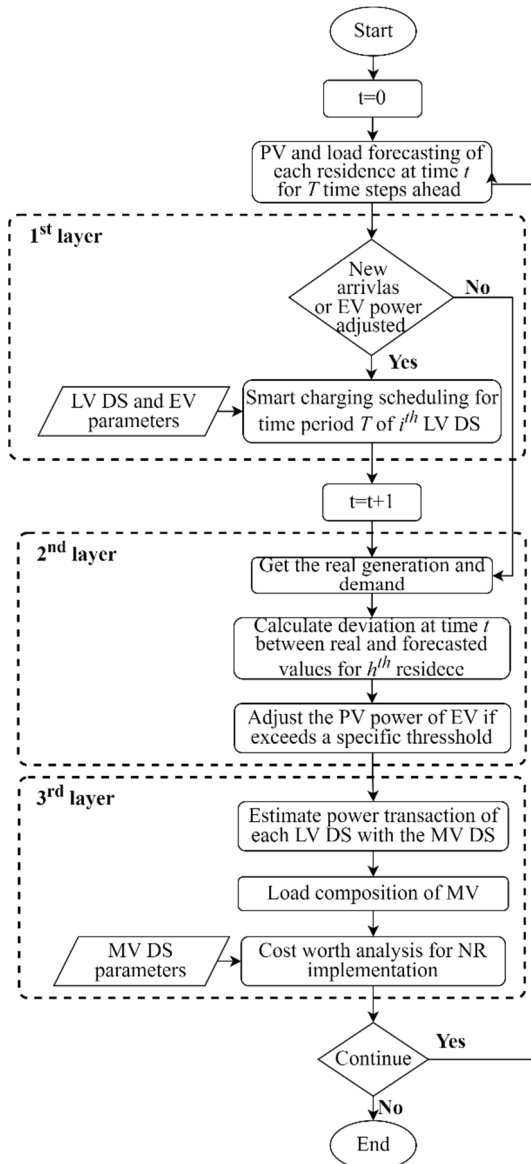 Start
t=0
PV and load forecasting of
each residence at time t
for T time steps ahead
1st layer
New
arrivlas
or EV power
adjusted
No
Yes
LV DS and EV
parameters
Smart charging scheduling for
time period T of ith LV DS
t=t+1
2nd layer
Get the real generation and
demand
Calculate deviation at time t
between real and forecasted
values for hth residece
Adjust the PV power of EV if
exceeds a specific thresshold
3rd layer
Estimate power transaction of
each LV DS with the MV DS
Load composition of MV
MV DS
parameters
Cost worth analysis for NR
implementation
Continue
Yes
No
End